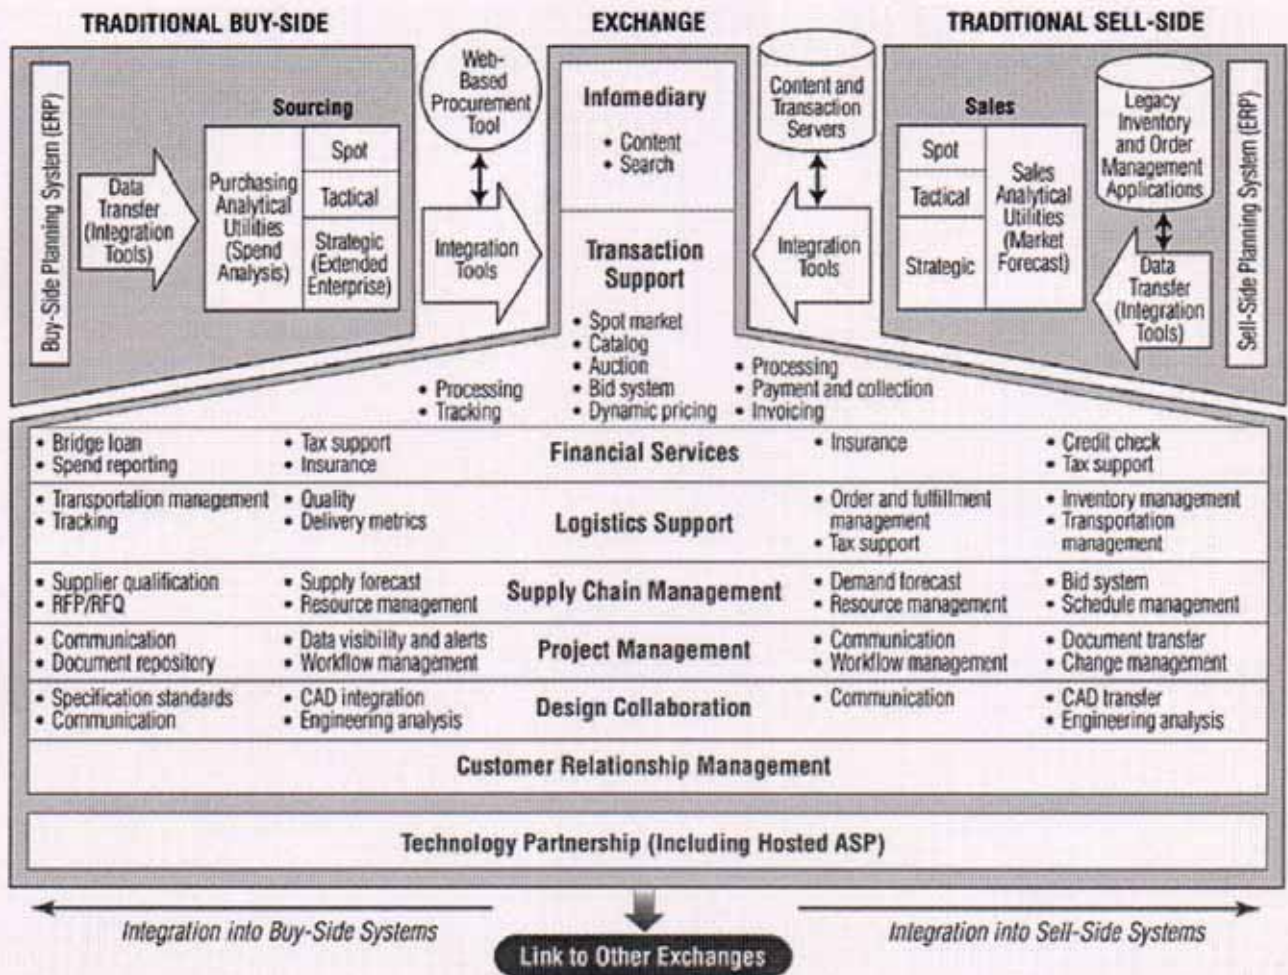 TRADITIONAL BUY-SIDE
EXCHANGE
TRADITIONAL SELL-SIDE
Buy-Side Planning System (ERP)
Data
Transfer
(Integration
Tools)
Sourcing
Purchasing
Analytical
Utilities
(Spend
Analysis)
Spot
Tactical
Strategic
(Extended
Enterprise)
Web-
Based
Procurement
Tool
Integration
Tools
Infomediary
• Content
• Search
Transaction
Support
• Spot market
• Catalog
• Auction
• Bid system
• Dynamic pricing
Content and
Transaction
Servers
Integration
Tools
Sales
Spot
Tactical
Strategic
Sales
Analytical
Utilities
(Market
Forecast)
Legacy
Inventory
and Order
Management
Applications
Data
Transfer
(Integration
Tools)
Sell-Side Planning System (ERP)
• Processing
• Tracking
• Processing
• Payment and collection
• Invoicing
• Bridge loan
• Spend reporting
• Tax support
• Insurance
Financial Services
• Insurance
• Credit check
• Tax support
• Transportation management
• Tracking
• Quality
• Delivery metrics
Logistics Support
• Order and fulfillment
management
• Tax support
• Inventory management
• Transportation
management
• Supplier qualification
• RFP/RFQ
• Supply forecast
• Resource management
Supply Chain Management
• Demand forecast
• Resource management
• Bid system
• Schedule management
• Communication
• Document repository
• Data visibility and alerts
• Workflow management
Project Management
• Communication
• Workflow management
• Document transfer
• Change management
• Specification standards
• Communication
• CAD integration
• Engineering analysis
Design Collaboration
• Communication
• CAD transfer
• Engineering analysis
Customer Relationship Management
Technology Partnership (Including Hosted ASP)
Integration into Buy-Side Systems
Integration into Sell-Side Systems
Link to Other Exchanges